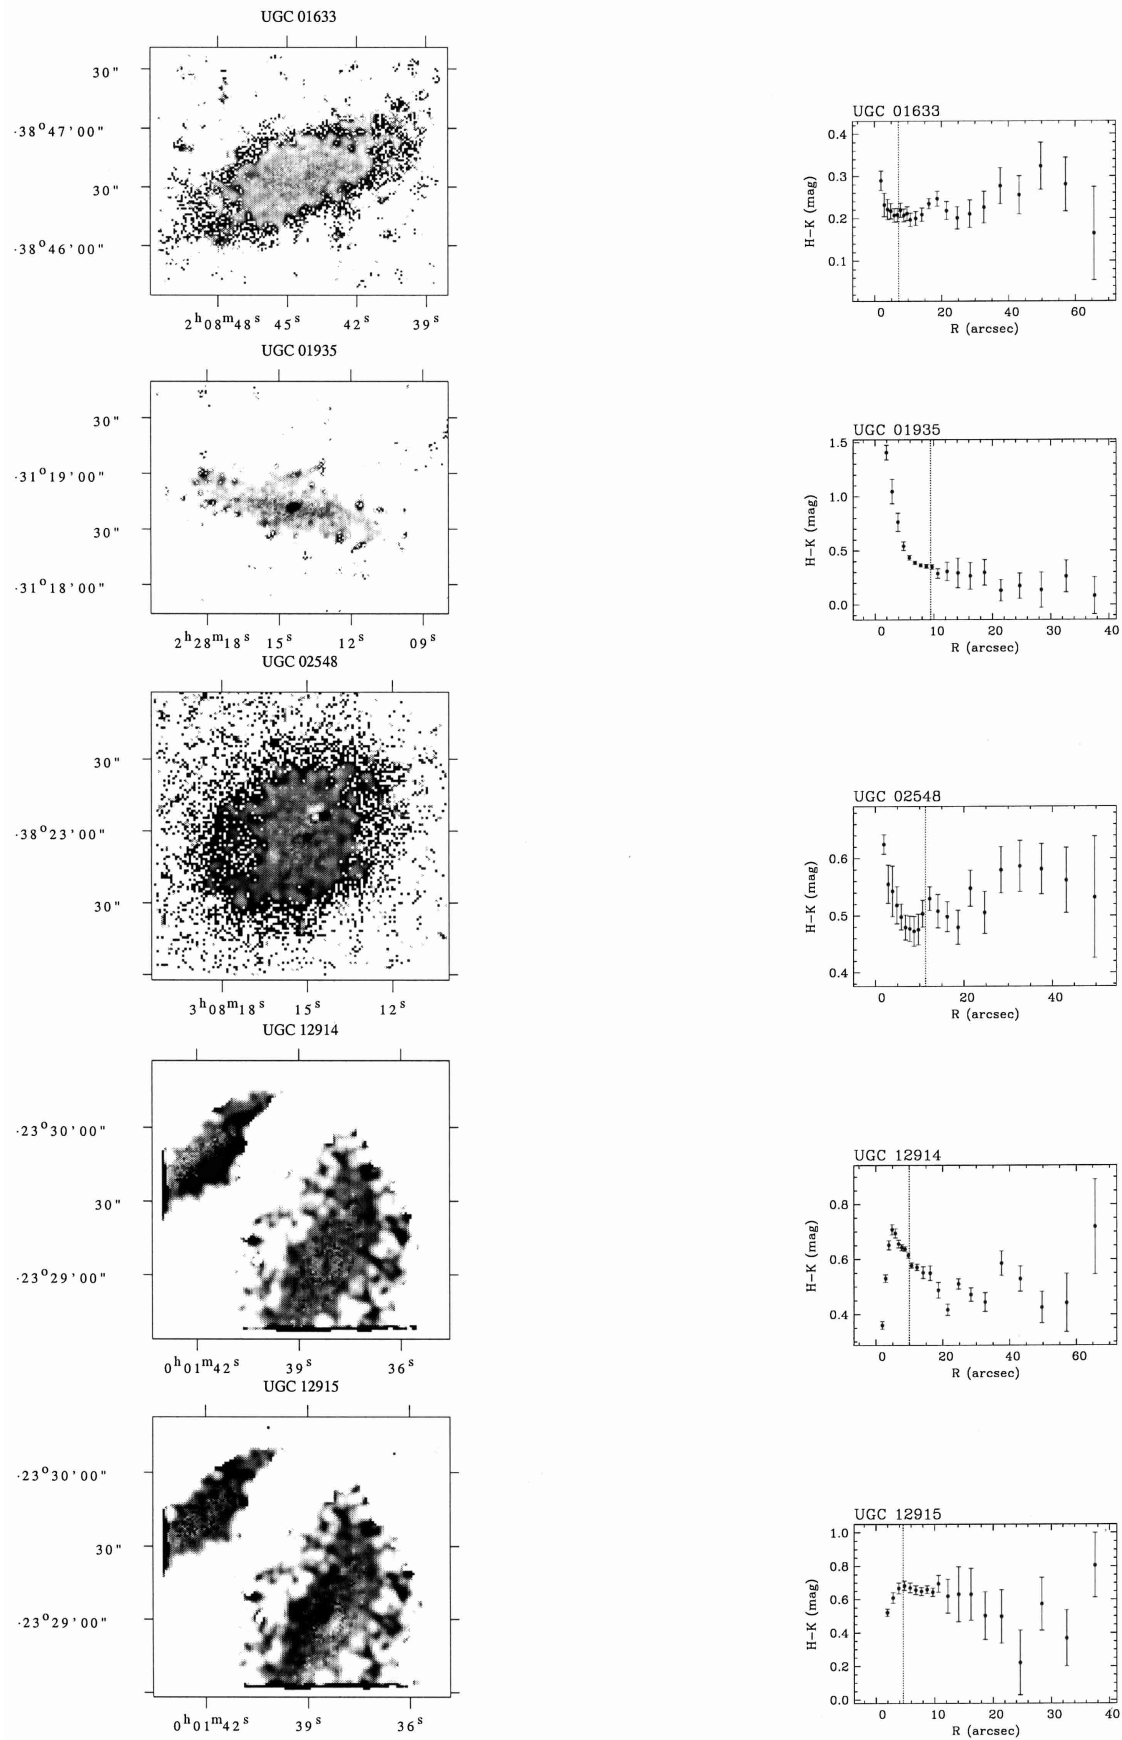 UGC 01633
30"
-38°47'00"
30"
-38°46'00"
2ʰ08ᵐ48ˢ 45ˢ 42ˢ 39ˢ
UGC 01633
0.4
0.3
0.2
0.1
H−K (mag)
0 20 40 60
R (arcsec)
UGC 01935
30"
-31°19'00"
30"
-31°18'00"
2ʰ28ᵐ18ˢ 15ˢ 12ˢ 09ˢ
UGC 01935
1.5
1.0
0.5
0.0
H−K (mag)
0 10 20 30 40
R (arcsec)
UGC 02548
30"
-38°23'00"
30"
3ʰ08ᵐ18ˢ 15ˢ 12ˢ
UGC 02548
0.6
0.5
0.4
H−K (mag)
0 20 40
R (arcsec)
UGC 12914
-23°30'00"
30"
-23°29'00"
0ʰ01ᵐ42ˢ 39ˢ 36ˢ
UGC 12914
0.8
0.6
0.4
H−K (mag)
0 20 40 60
R (arcsec)
UGC 12915
-23°30'00"
30"
-23°29'00"
0ʰ01ᵐ42ˢ 39ˢ 36ˢ
UGC 12915
1.0
0.8
0.6
0.4
0.2
0.0
H−K (mag)
0 10 20 30 40
R (arcsec)